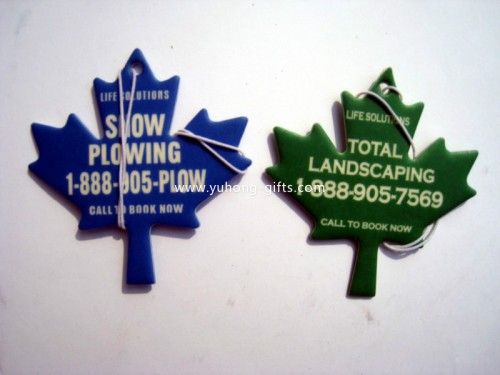 LIFE SOLUTIONS
SNOW
PLOWING
1-888-905-PLOW
CALL TO BOOK NOW
LIFE SOLUTIONS
TOTAL
LANDSCAPING
1-888-905-7569
CALL TO BOOK NOW
www.yuhong-gifts.com